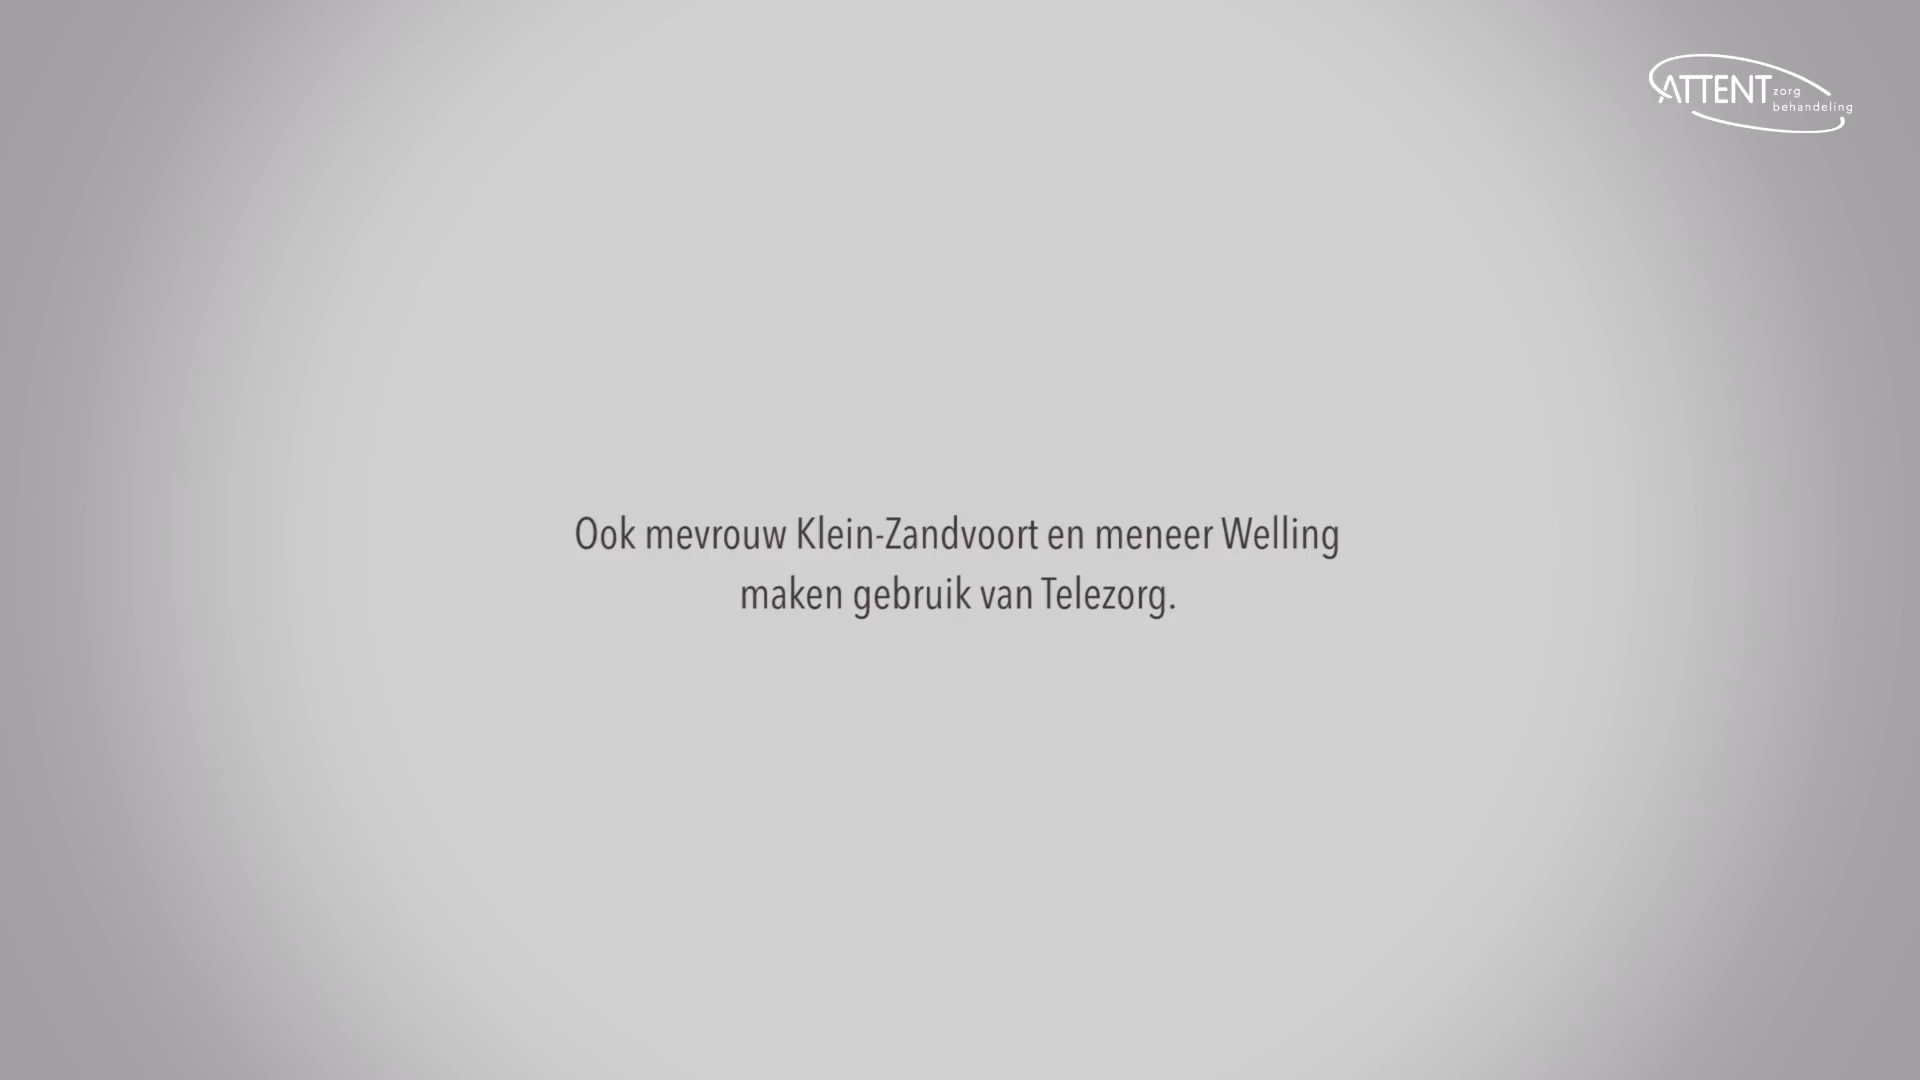 ATTENT zorg
behandeling
Ook mevrouw Klein-Zandvoort en meneer Welling
maken gebruik van Telezorg.